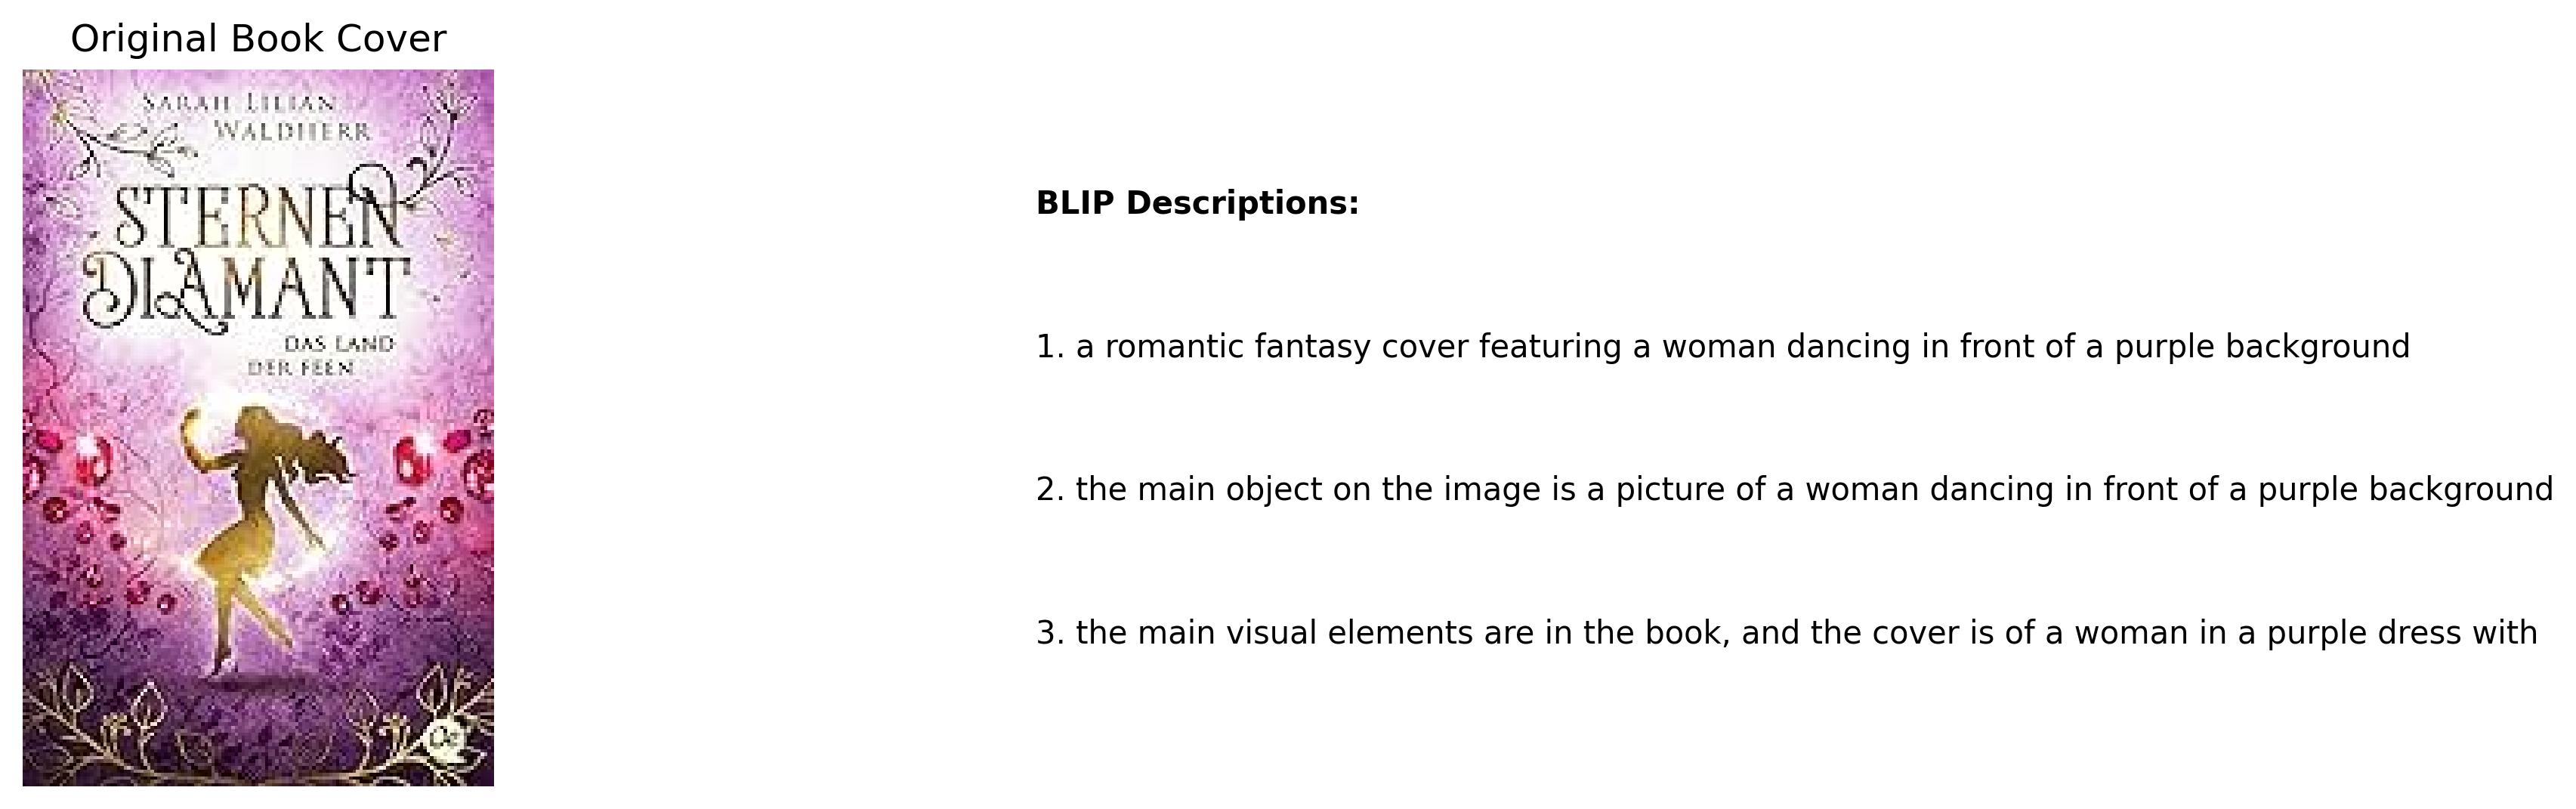 Original Book Cover
SARAH LILIAN
WALDHERR
STERNEN
DIAMANT
DAS LAND
DER FEEN
BLIP Descriptions:
1. a romantic fantasy cover featuring a woman dancing in front of a purple background
2. the main object on the image is a picture of a woman dancing in front of a purple background
3. the main visual elements are in the book, and the cover is of a woman in a purple dress with